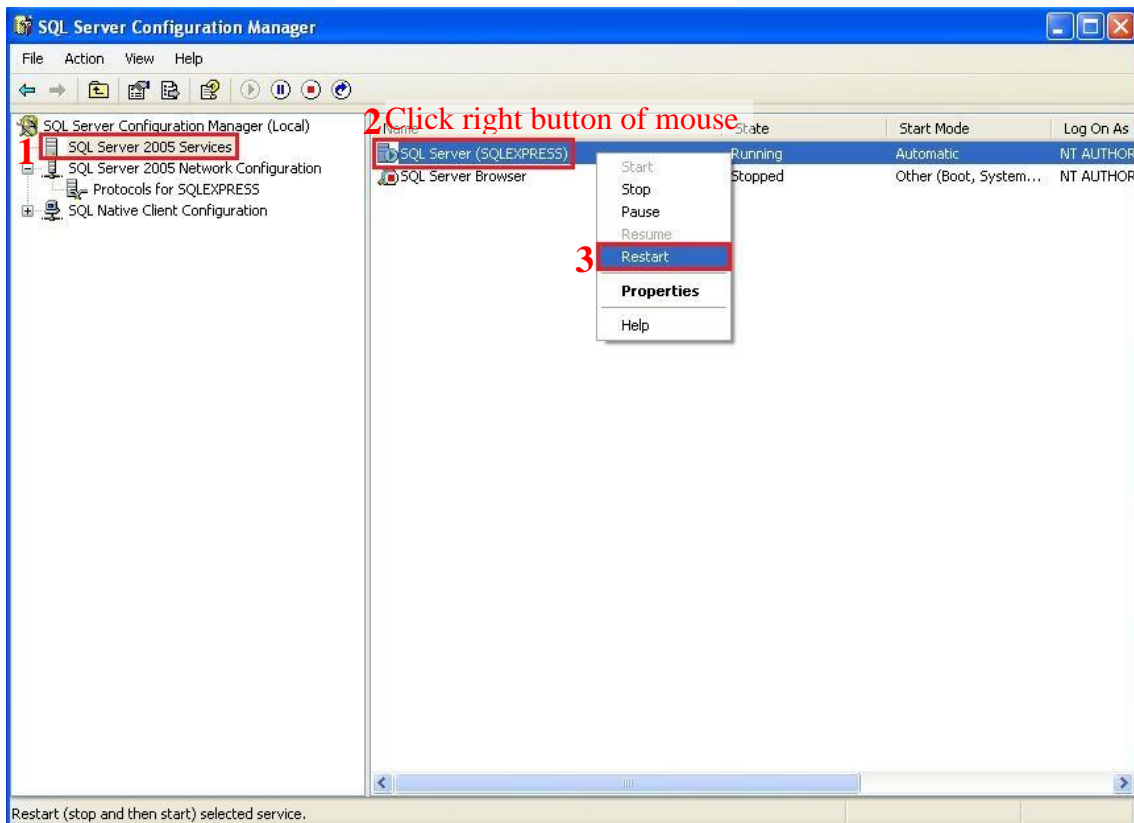 SQL Server Configuration Manager
File Action View Help
SQL Server Configuration Manager (Local)
1 SQL Server 2005 Services
SQL Server 2005 Network Configuration
Protocols for SQLEXPRESS
SQL Native Client Configuration
2 Click right button of mouse
Name State Start Mode Log On As
SQL Server (SQLEXPRESS) Running Automatic NT AUTHOR
SQL Server Browser Stopped Other (Boot, System... NT AUTHOR
Start
Stop
Pause
Resume
3 Restart
Properties
Help
Restart (stop and then start) selected service.